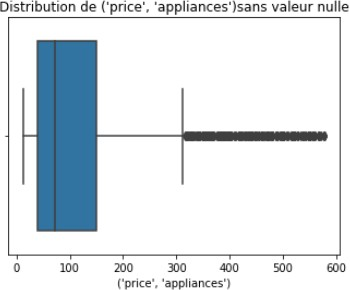 Distribution de ('price', 'appliances')sans valeur nulle
0 100 200 300 400 500 600
('price', 'appliances')